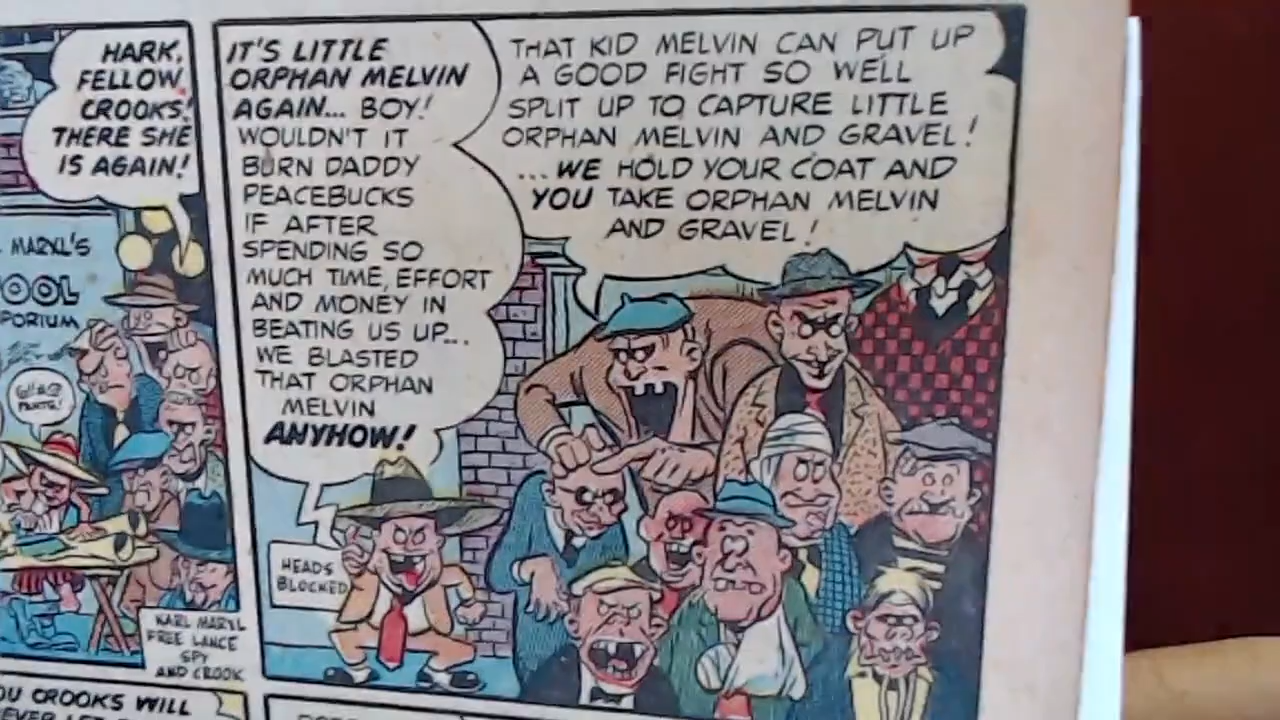 HARK,
FELLOW
CROOKS!
THERE SHE
IS AGAIN!
MARXL'S
OOL
PORIUM
KARL MARXL
FREE LANCE
SPY
AND CROOK
IT'S LITTLE
ORPHAN MELVIN
AGAIN... BOY!
WOULDN'T IT
BURN DADDY
PEACEBUCKS
IF AFTER
SPENDING SO
MUCH TIME, EFFORT
AND MONEY IN
BEATING US UP...
WE BLASTED
THAT ORPHAN
MELVIN
ANYHOW!
HEADS
BLOCKED
THAT KID MELVIN CAN PUT UP
A GOOD FIGHT SO WE'LL
SPLIT UP TO CAPTURE LITTLE
ORPHAN MELVIN AND GRAVEL!
...WE HOLD YOUR COAT AND
YOU TAKE ORPHAN MELVIN
AND GRAVEL!
OU CROOKS WILL